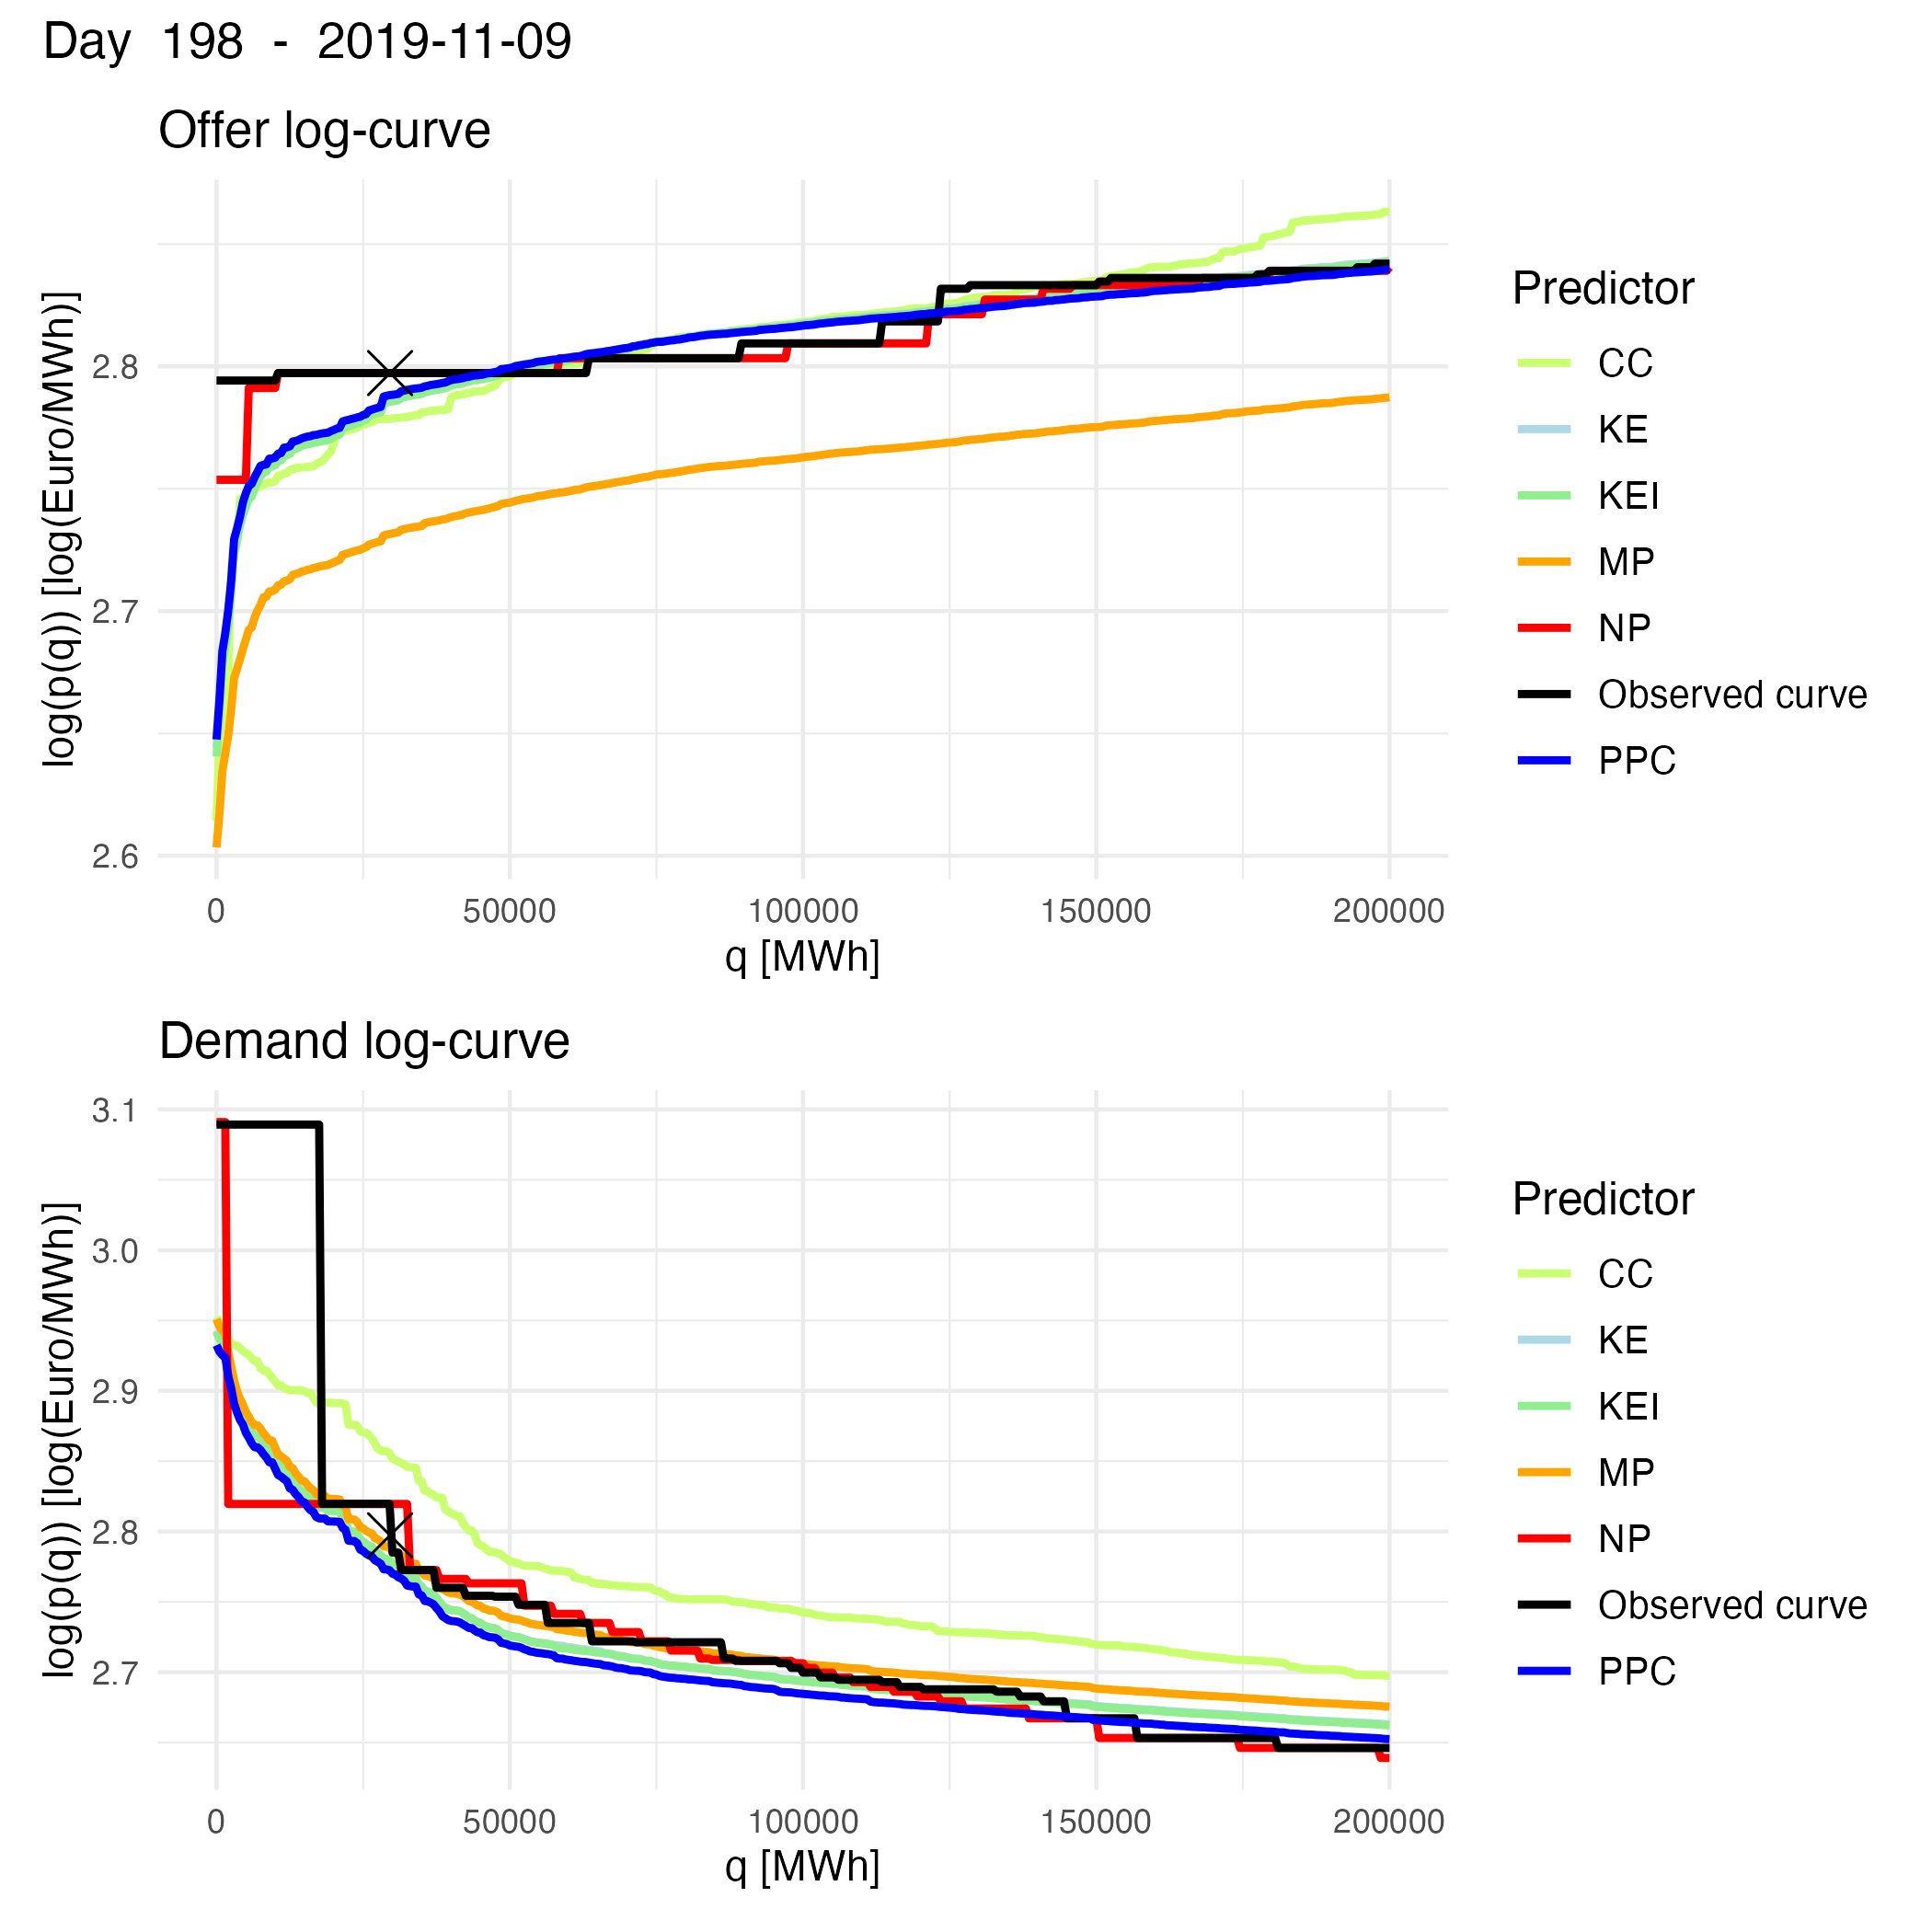 Day 198 - 2019-11-09
Offer log-curve
log(p(q)) [log(Euro/MWh)]
2.8
2.7
2.6
0 50000 100000 150000 200000
q [MWh]
Predictor
CC
KE
KEI
MP
NP
Observed curve
PPC
Demand log-curve
log(p(q)) [log(Euro/MWh)]
3.1
3.0
2.9
2.8
2.7
0 50000 100000 150000 200000
q [MWh]
Predictor
CC
KE
KEI
MP
NP
Observed curve
PPC